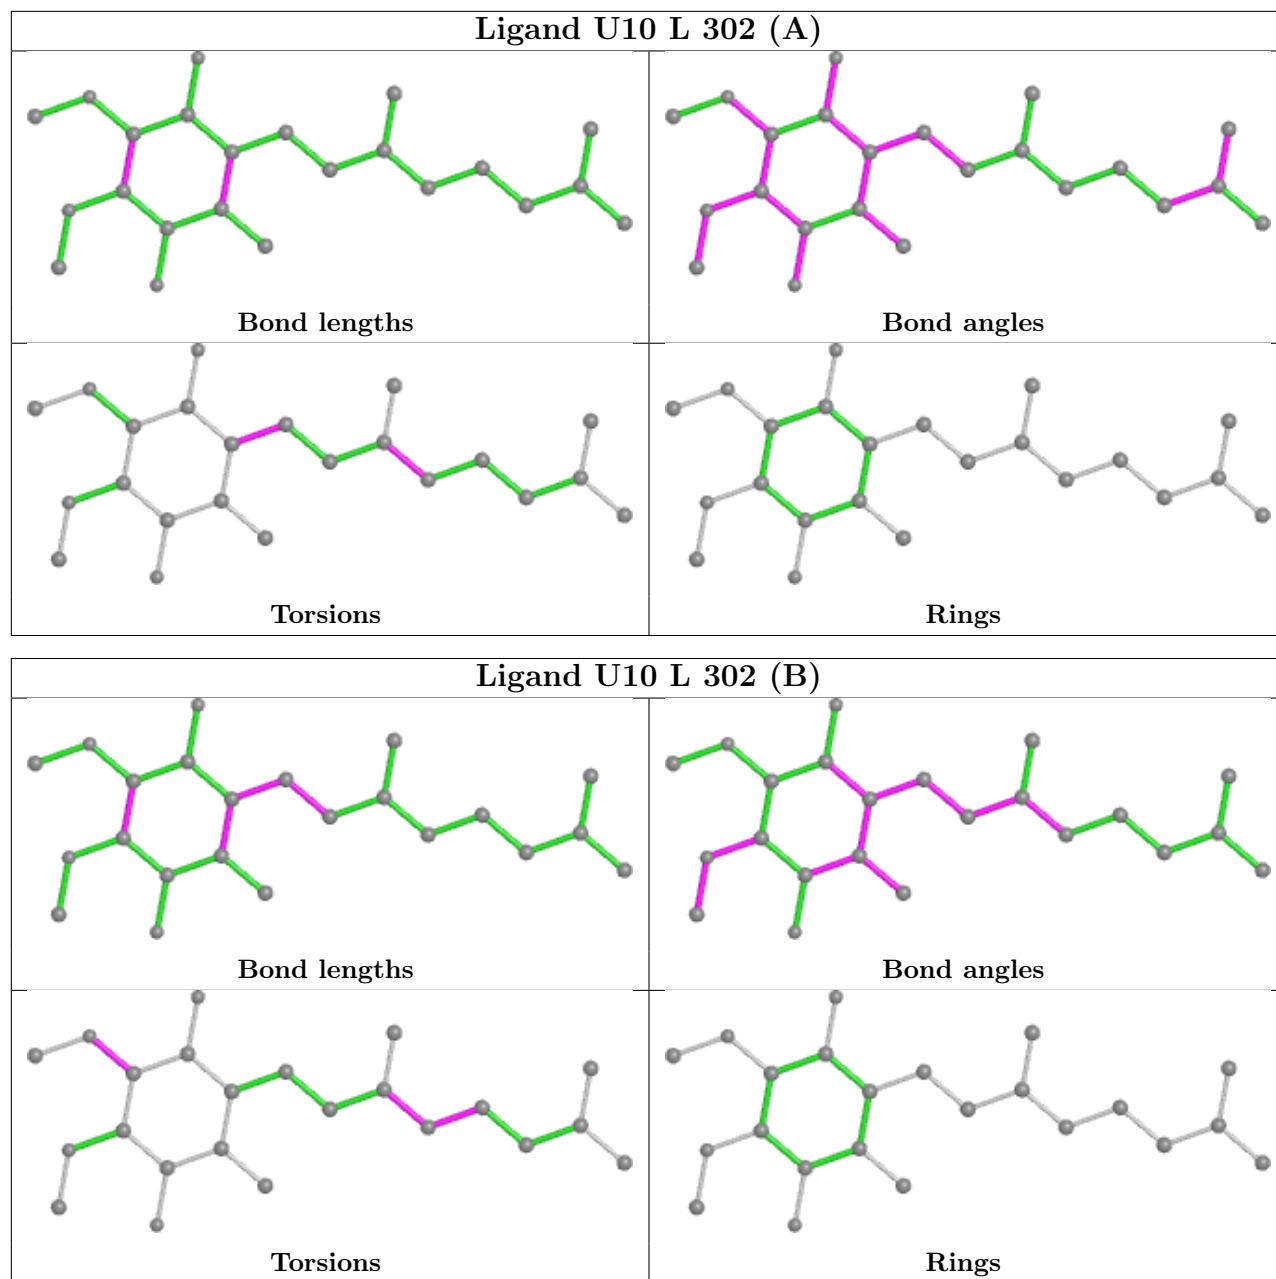 Ligand U10 L 302 (A)
Bond lengths
Bond angles
Torsions
Rings
Ligand U10 L 302 (B)
Bond lengths
Bond angles
Torsions
Rings